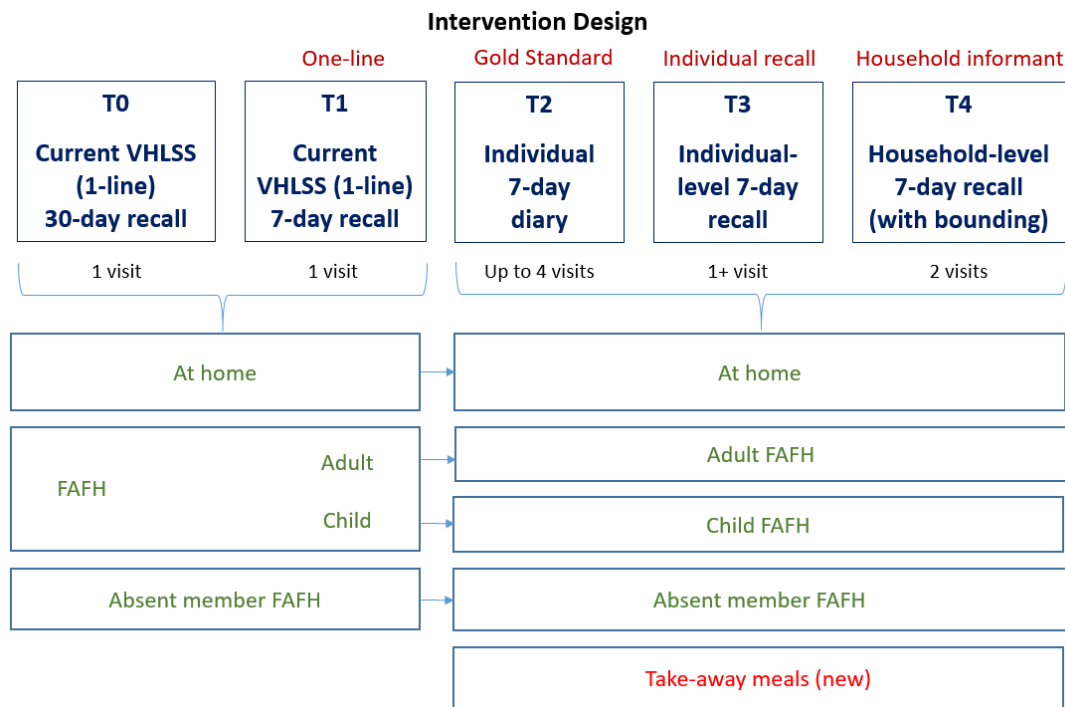 Intervention Design
One-line
Gold Standard
Individual recall
Household informant
T0
Current VHLSS
(1-line)
30-day recall
T1
Current
VHLSS (1-line)
7-day recall
T2
Individual
7-day
diary
T3
Individual-
level 7-day
recall
T4
Household-level
7-day recall
(with bounding)
1 visit
1 visit
Up to 4 visits
1+ visit
2 visits
At home
At home
FAFH
Adult
Child
Adult FAFH
Child FAFH
Absent member FAFH
Absent member FAFH
Take-away meals (new)